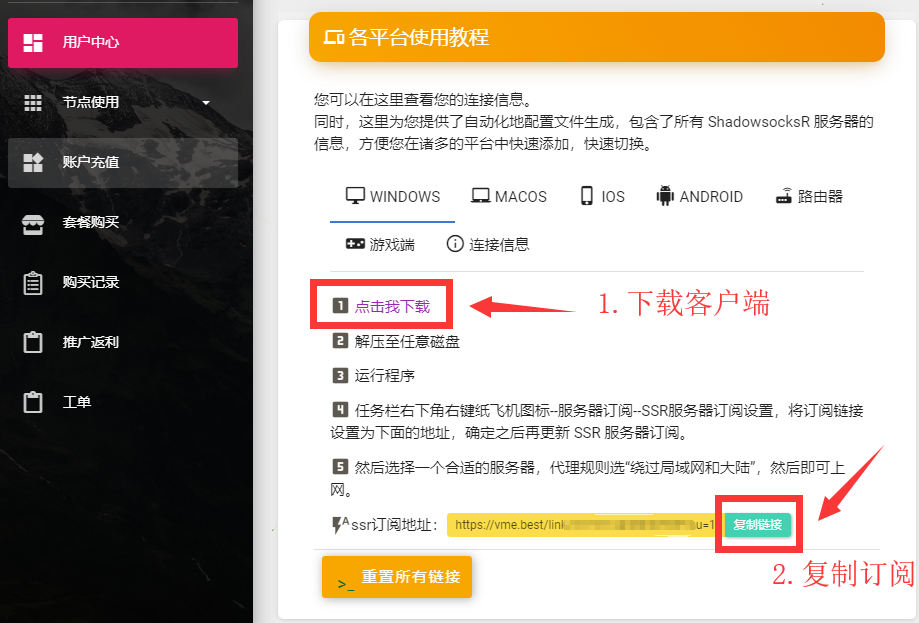 用户中心
节点使用
账户充值
套餐购买
购买记录
推广返利
工单
各平台使用教程
您可以在这里查看您的连接信息。
同时，这里为您提供了自动化地配置文件生成，包含了所有 ShadowsocksR 服务器的
信息，方便您在诸多的平台中快速添加，快速切换。
WINDOWS MACOS IOS ANDROID 路由器
游戏端 连接信息
1 点击我下载
1.下载客户端
2 解压至任意磁盘
3 运行程序
4 任务栏右下角右键纸飞机图标--服务器订阅--SSR服务器订阅设置，将订阅链接
设置为下面的地址，确定之后再更新 SSR 服务器订阅。
5 然后选择一个合适的服务器，代理规则选“绕过局域网和大陆”，然后即可上
网。
ssr订阅地址： https://vme.best/link u=1 复制链接
2.复制订阅
>_ 重置所有链接